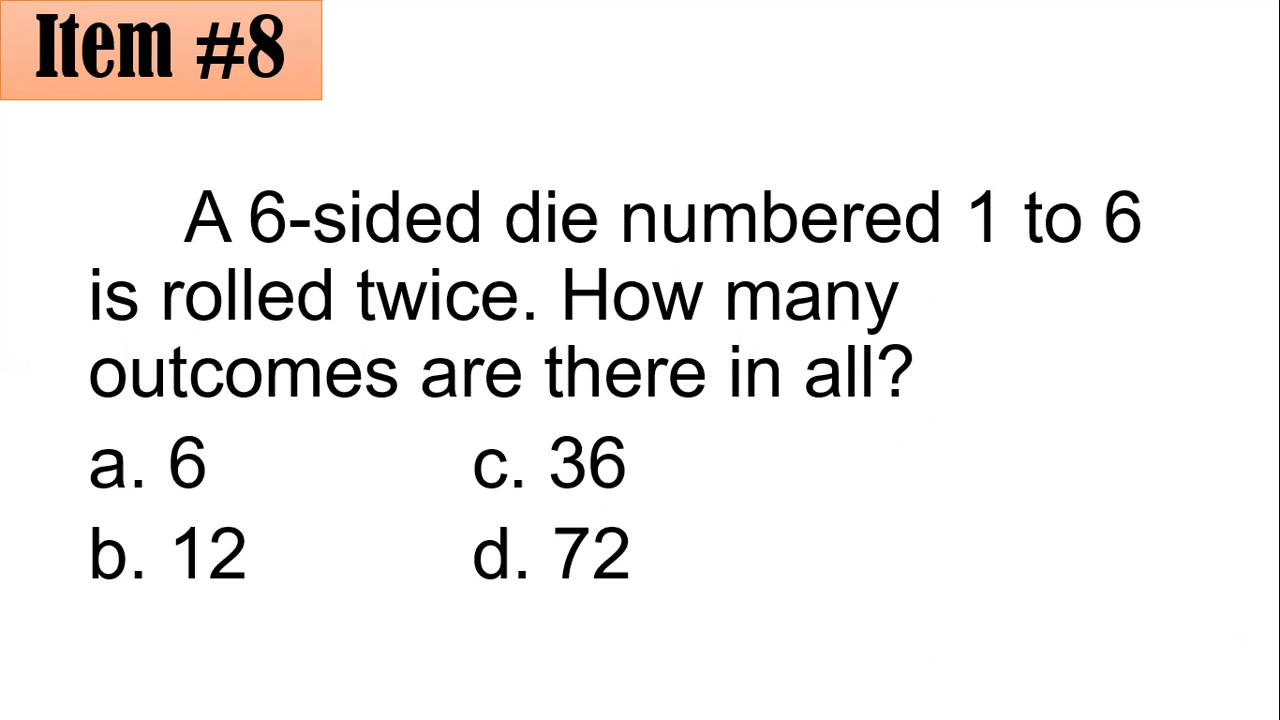 Item #8
A 6-sided die numbered 1 to 6
is rolled twice. How many
outcomes are there in all?
a. 6 c. 36
b. 12 d. 72